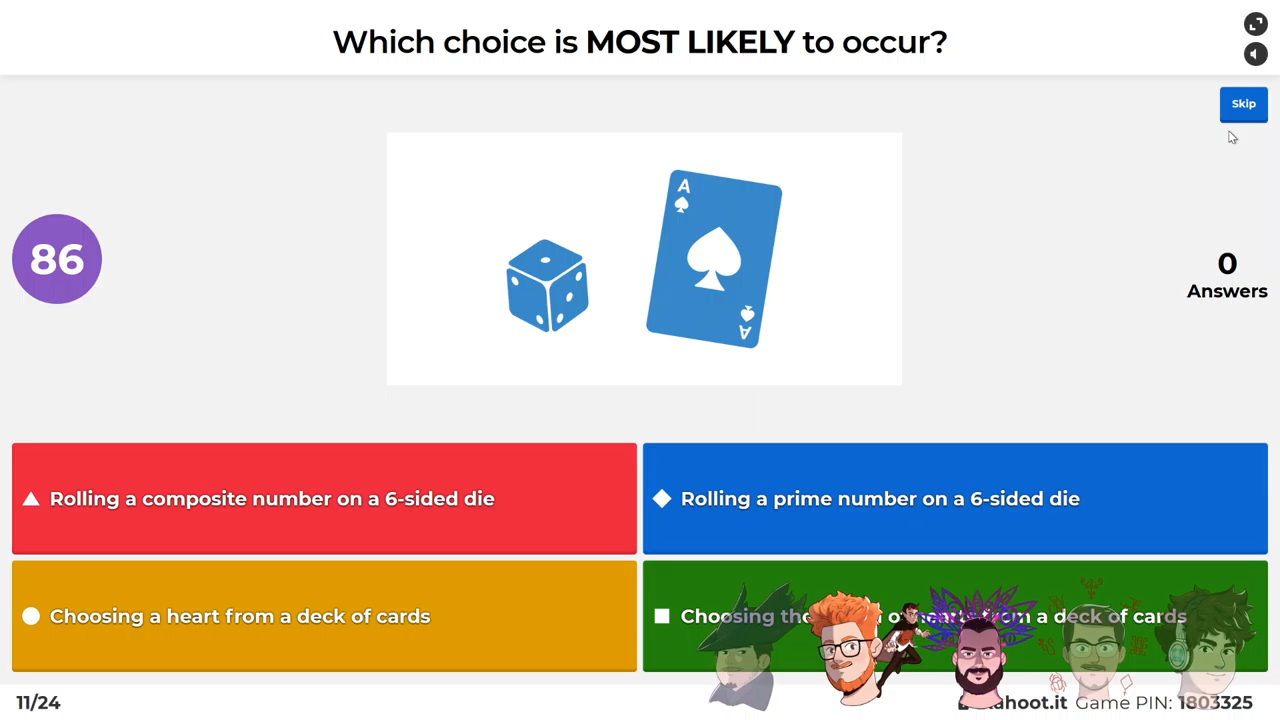 Which choice is MOST LIKELY to occur?
Skip
A
A
86
0
Answers
Rolling a composite number on a 6-sided die
Rolling a prime number on a 6-sided die
Choosing a heart from a deck of cards
Choosing the from a deck of cards
11/24
kahoot.it Game PIN: 1803325